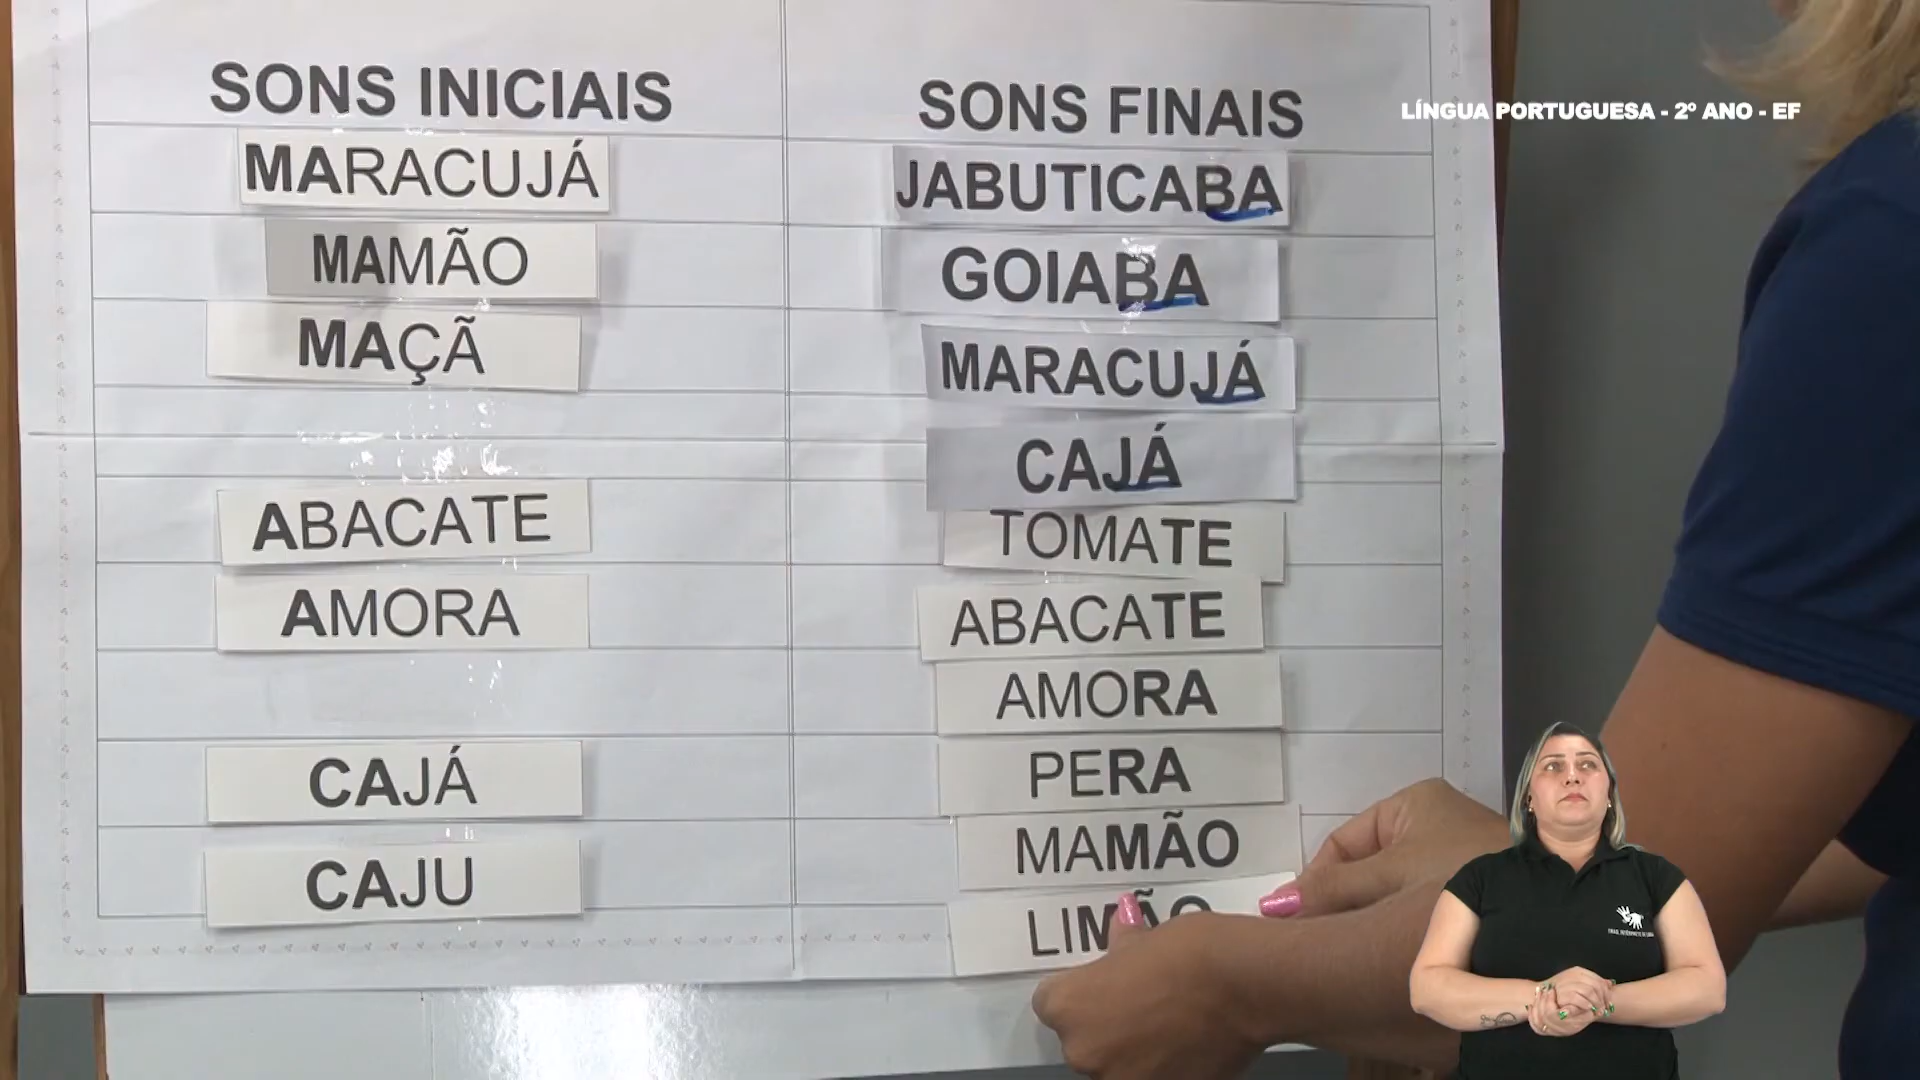 LÍNGUA PORTUGUESA - 2º ANO - EF
SONS INICIAIS
MARACUJÁ
MAMÃO
MAÇÃ
ABACATE
AMORA
CAJÁ
CAJU
SONS FINAIS
JABUTICABA
GOIABA
MARACUJÁ
CAJÁ
TOMATE
ABACATE
AMORA
PERA
MAMÃO
LIMÃO